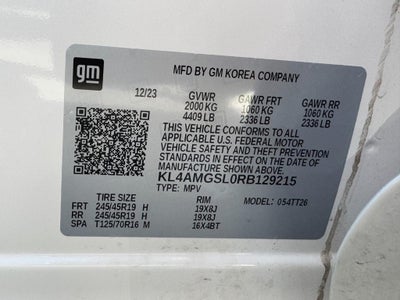 gm
MFD BY GM KOREA COMPANY
12/23 GVWR GAWR FRT GAWR RR
2000 KG 1060 KG 1060 KG
4409 LB 2336 LB 2336 LB
THIS VEHICLE CONFORMS TO ALL
APPLICABLE U.S. FEDERAL MOTOR
VEHICLE SAFETY AND THEFT PREVENTION
STANDARDS IN EFFECT ON THE DATE OF
MANUFACTURE SHOWN ABOVE.
KL4AMGSL0RB129215
TYPE: MPV MODEL: 054TT26
TIRE SIZE RIM
FRT 245/45R19 H 19X8J
RR 245/45R19 H 19X8J
SPA T125/70R16 M 16X4BT